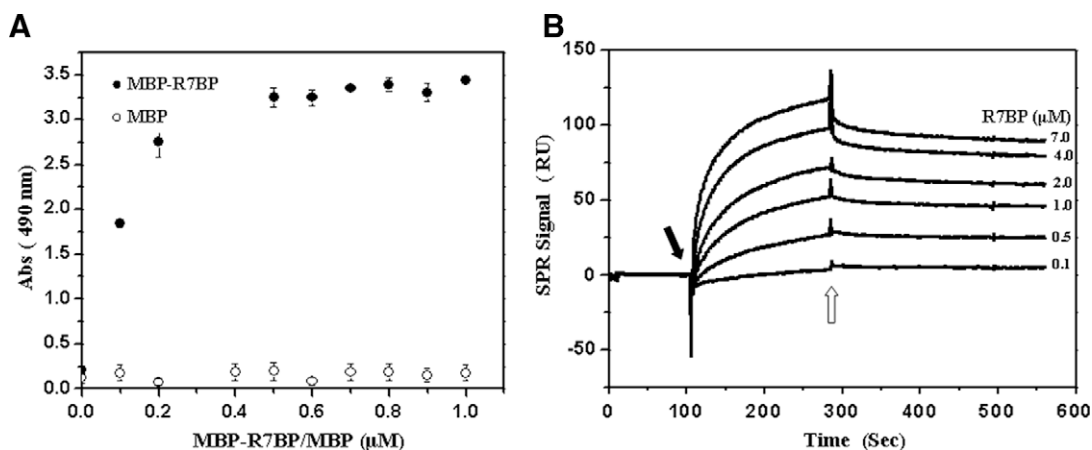 A
Abs ( 490 nm)
3.5
3.0
2.5
2.0
1.5
1.0
0.5
0.0
MBP-R7BP
MBP
0.0 0.2 0.4 0.6 0.8 1.0
MBP-R7BP/MBP (µM)
B
SPR Signal ( RU)
150
100
50
0
-50
0
R7BP (µM)
7.0
4.0
2.0
1.0
0.5
0.1
0 100 200 300 400 500 600
Time (Sec)